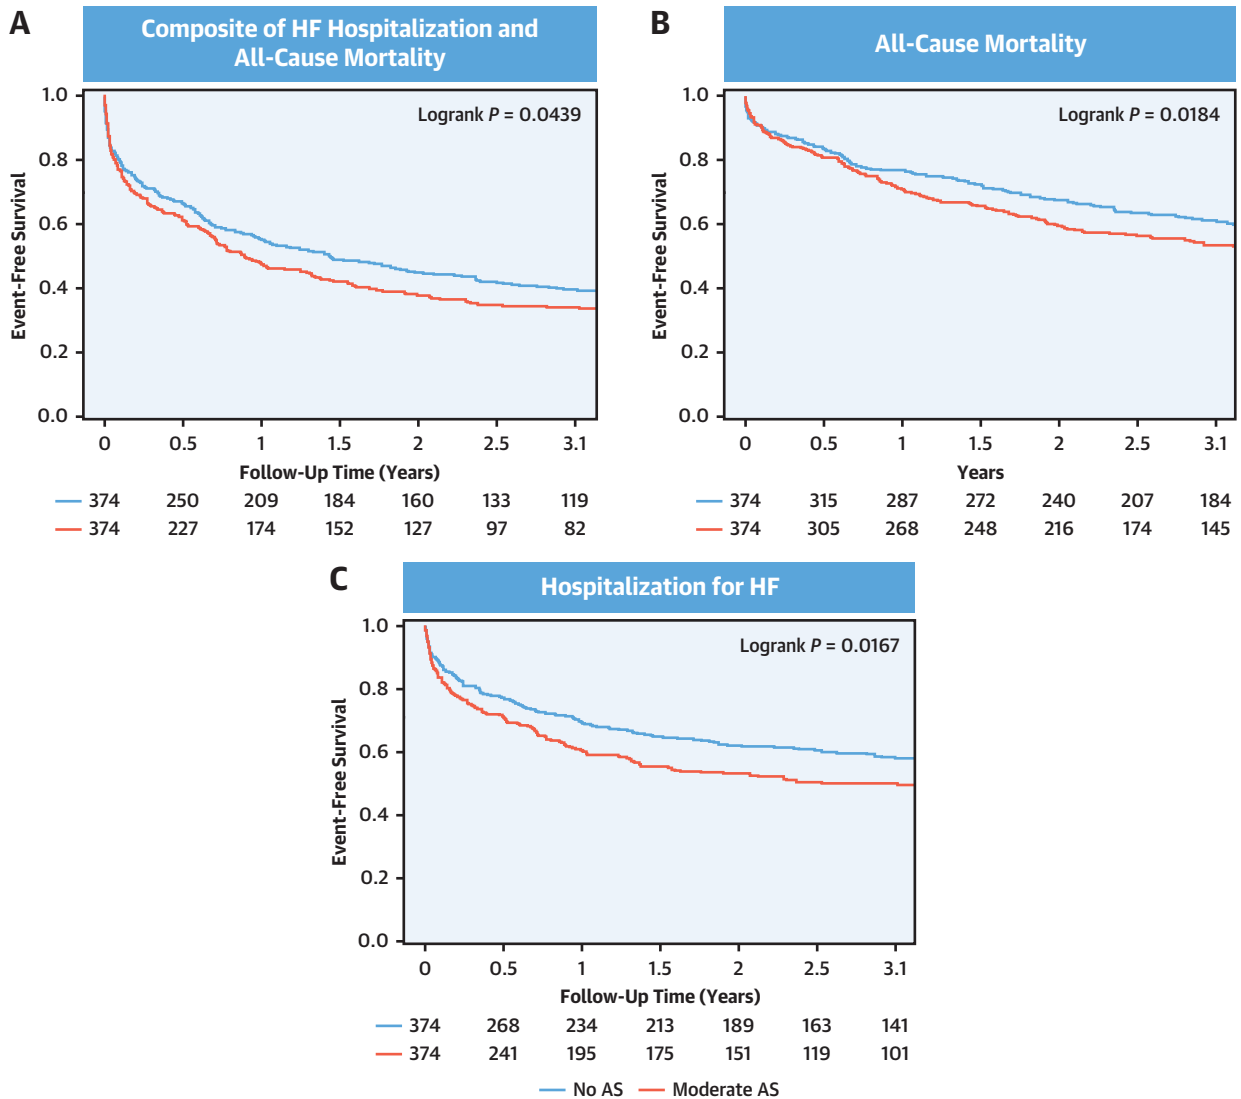 A
Composite of HF Hospitalization and
All-Cause Mortality
Logrank P = 0.0439
Event-Free Survival
1.0
0.8
0.6
0.4
0.2
0.0
0 0.5 1 1.5 2 2.5 3.1
Follow-Up Time (Years)
374 250 209 184 160 133 119
374 227 174 152 127 97 82
B
All-Cause Mortality
Logrank P = 0.0184
Event-Free Survival
1.0
0.8
0.6
0.4
0.2
0.0
0 0.5 1 1.5 2 2.5 3.1
Years
374 315 287 272 240 207 184
374 305 268 248 216 174 145
C
Hospitalization for HF
Logrank P = 0.0167
Event-Free Survival
1.0
0.8
0.6
0.4
0.2
0.0
0 0.5 1 1.5 2 2.5 3.1
Follow-Up Time (Years)
374 268 234 213 189 163 141
374 241 195 175 151 119 101
No AS Moderate AS